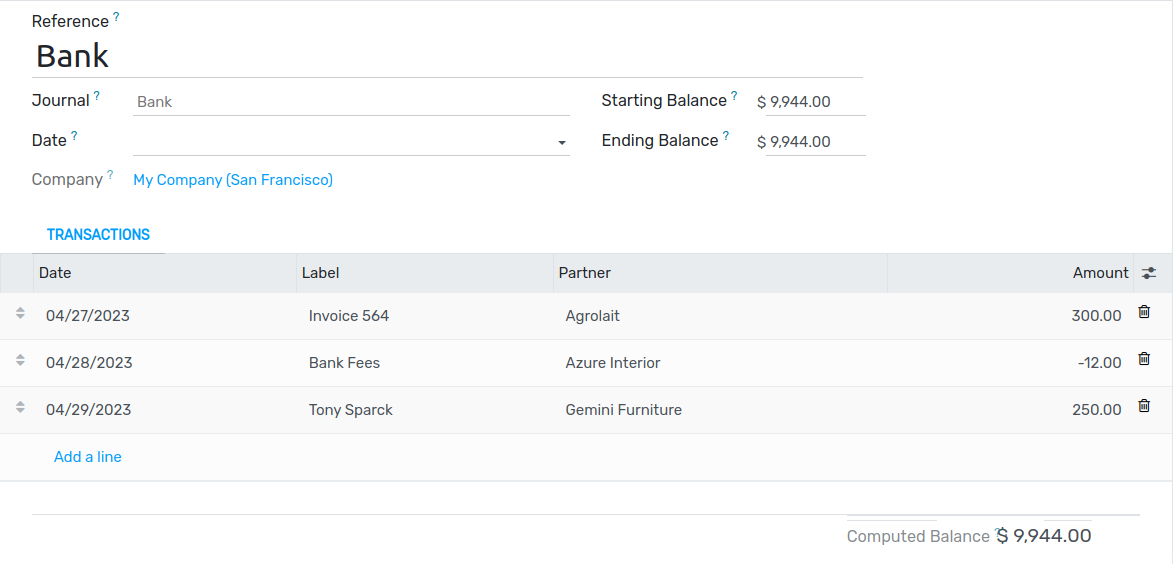 Reference ?
Bank
Journal ? Bank Starting Balance ? $ 9,944.00
Date ? Ending Balance ? $ 9,944.00
Company ? My Company (San Francisco)
TRANSACTIONS
Date Label Partner Amount
04/27/2023 Invoice 564 Agrolait 300.00
04/28/2023 Bank Fees Azure Interior -12.00
04/29/2023 Tony Sparck Gemini Furniture 250.00
Add a line
Computed Balance ? $ 9,944.00